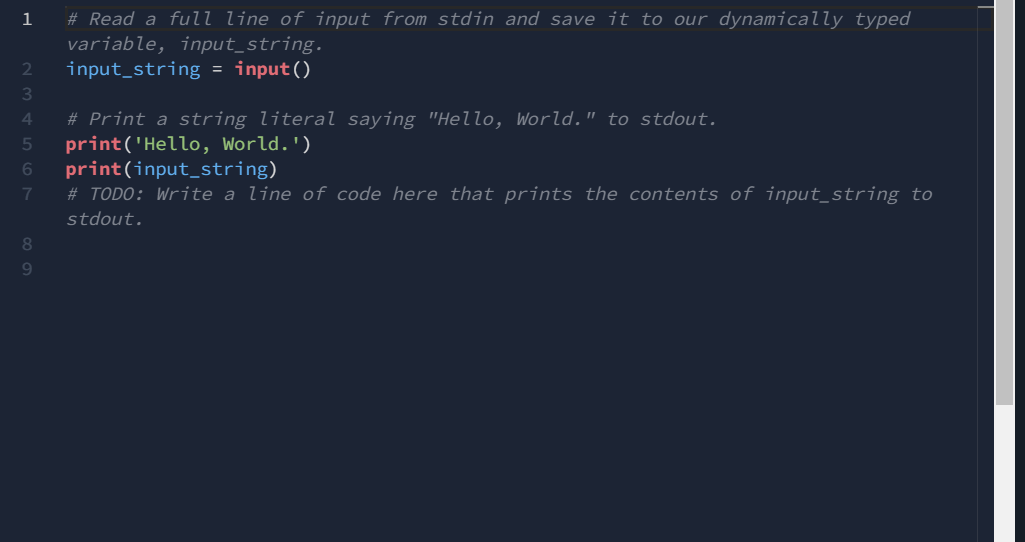 1 # Read a full line of input from stdin and save it to our dynamically typed
variable, input_string.
2 input_string = input()
3
4 # Print a string literal saying "Hello, World." to stdout.
5 print('Hello, World.')
6 print(input_string)
7 # TODO: Write a line of code here that prints the contents of input_string to
stdout.
8
9